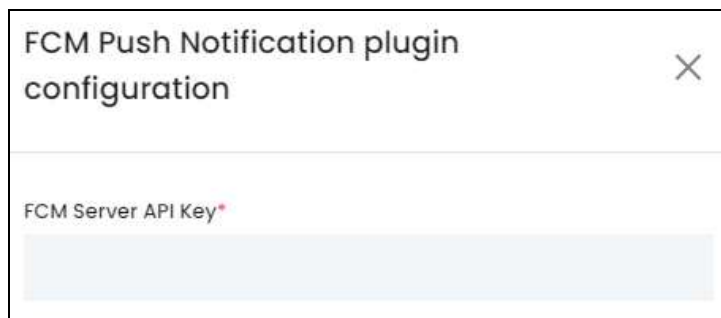 FCM Push Notification plugin
configuration
FCM Server API Key*